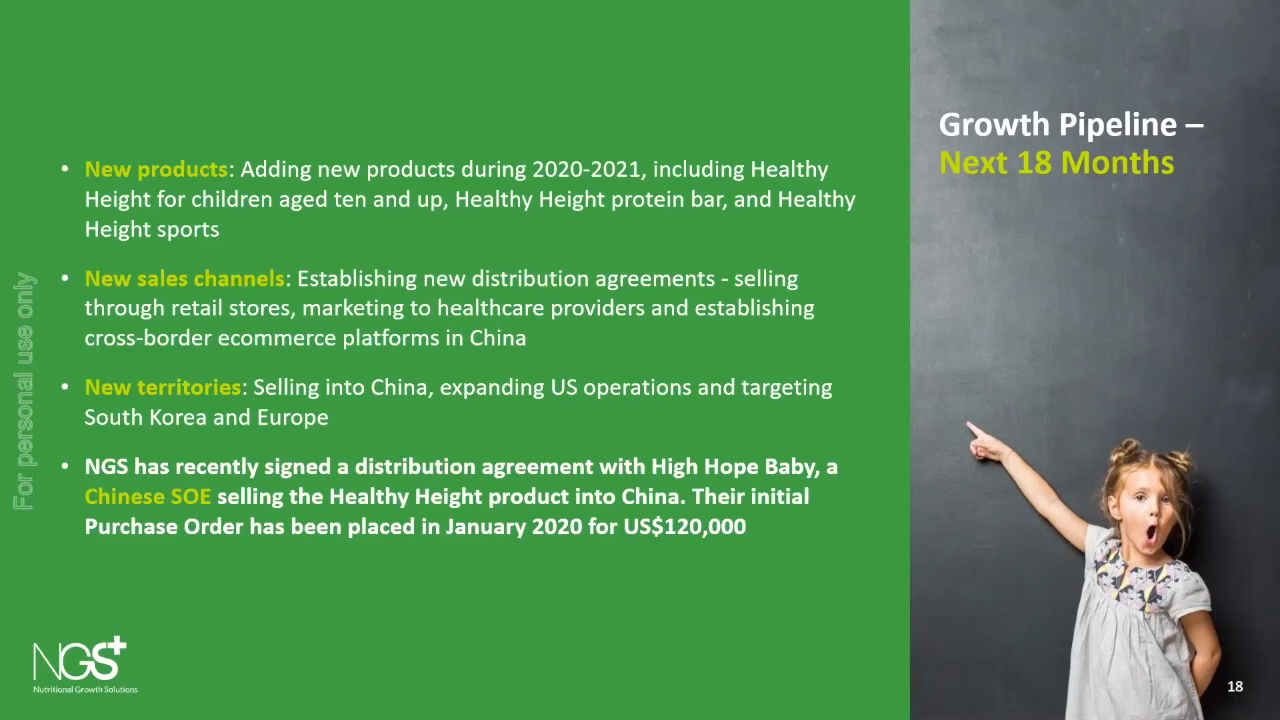 Growth Pipeline –
Next 18 Months
• New products: Adding new products during 2020-2021, including Healthy
Height for children aged ten and up, Healthy Height protein bar, and Healthy
Height sports
• New sales channels: Establishing new distribution agreements - selling
through retail stores, marketing to healthcare providers and establishing
cross-border ecommerce platforms in China
• New territories: Selling into China, expanding US operations and targeting
South Korea and Europe
• NGS has recently signed a distribution agreement with High Hope Baby, a
Chinese SOE selling the Healthy Height product into China. Their initial
Purchase Order has been placed in January 2020 for US$120,000
For personal use only
NGS+
Nutritional Growth Solutions
18